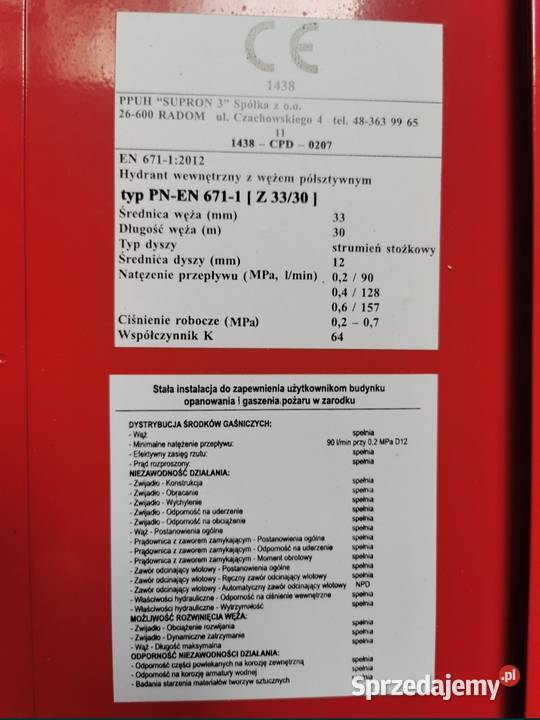 CE
1438
PPUH "SUPRON 3" Spółka z o.o.
26-600 RADOM ul. Czachowskiego 4 tel. 48-363 99 65
11
1438 – CPD – 0207
EN 671-1:2012
Hydrant wewnętrzny z wężem półsztywnym
typ PN-EN 671-1 [ Z 33/30 ]
Średnica węża (mm) 33
Długość węża (m) 30
Typ dyszy strumień stożkowy
Średnica dyszy (mm) 12
Natęzenie przepływu (MPa, l/min) 0,2 / 90
0,4 / 128
0,6 / 157
Ciśnienie robocze (MPa) 0,2 – 0,7
Współczynnik K 64
Stała instalacja do zapewnienia użytkownikom budynku
opanowania i gaszenia pożaru w zarodku
DYSTRYBUCJA ŚRODKÓW GAŚNICZYCH:
- Wąż spełnia
- Minimalne natężenie przepływu: 90 l/min przy 0,2 MPa D12
- Efektywny zasięg rzutu: spełnia
- Prąd rozproszony: spełnia
NIEZAWODNOŚĆ DZIAŁANIA:
- Zwijadło - Konstrukcja spełnia
- Zwijadło - Obracanie spełnia
- Zwijadło - Wychylenie spełnia
- Zwijadło - Odporność na uderzenie spełnia
- Zwijadło - Odporność na obciążenie spełnia
- Wąż - Postanowienia ogólne spełnia
- Prądownica z zaworem zamykającym - Postanowienia ogólne spełnia
- Prądownica z zaworem zamykającym - Odporność na uderzenie spełnia
- Prądownica z zaworem zamykającym - Moment obrotowy spełnia
- Zawór odcinający wlotowy - Postanowienia ogólne spełnia
- Zawór odcinający wlotowy - Ręczny zawór odcinający wlotowy spełnia
- Zawór odcinający wlotowy - Automatyczny zawór odcinający wlotowy NPD
- Właściwości hydrauliczne - Odporność na ciśnienie wewnętrzne spełnia
- Właściwości hydrauliczne - Wytrzymałość spełnia
MOŻLIWOŚĆ ROZWINIĘCIA WĘŻA:
- Zwijadło - Obciążenie rozwijania spełnia
- Zwijadło - Dynamiczne zatrzymanie spełnia
- Wąż - Długość maksymalna spełnia
ODPORNOŚĆ NIEZAWODNOŚCI DZIAŁANIA:
- Odporność części powlekanych na korozję zewnętrzną spełnia
- Odporność na korozję armatury wodnej spełnia
- Badania starzenia materiałów tworzyw sztucznych spełnia
Sprzedajemy.pl